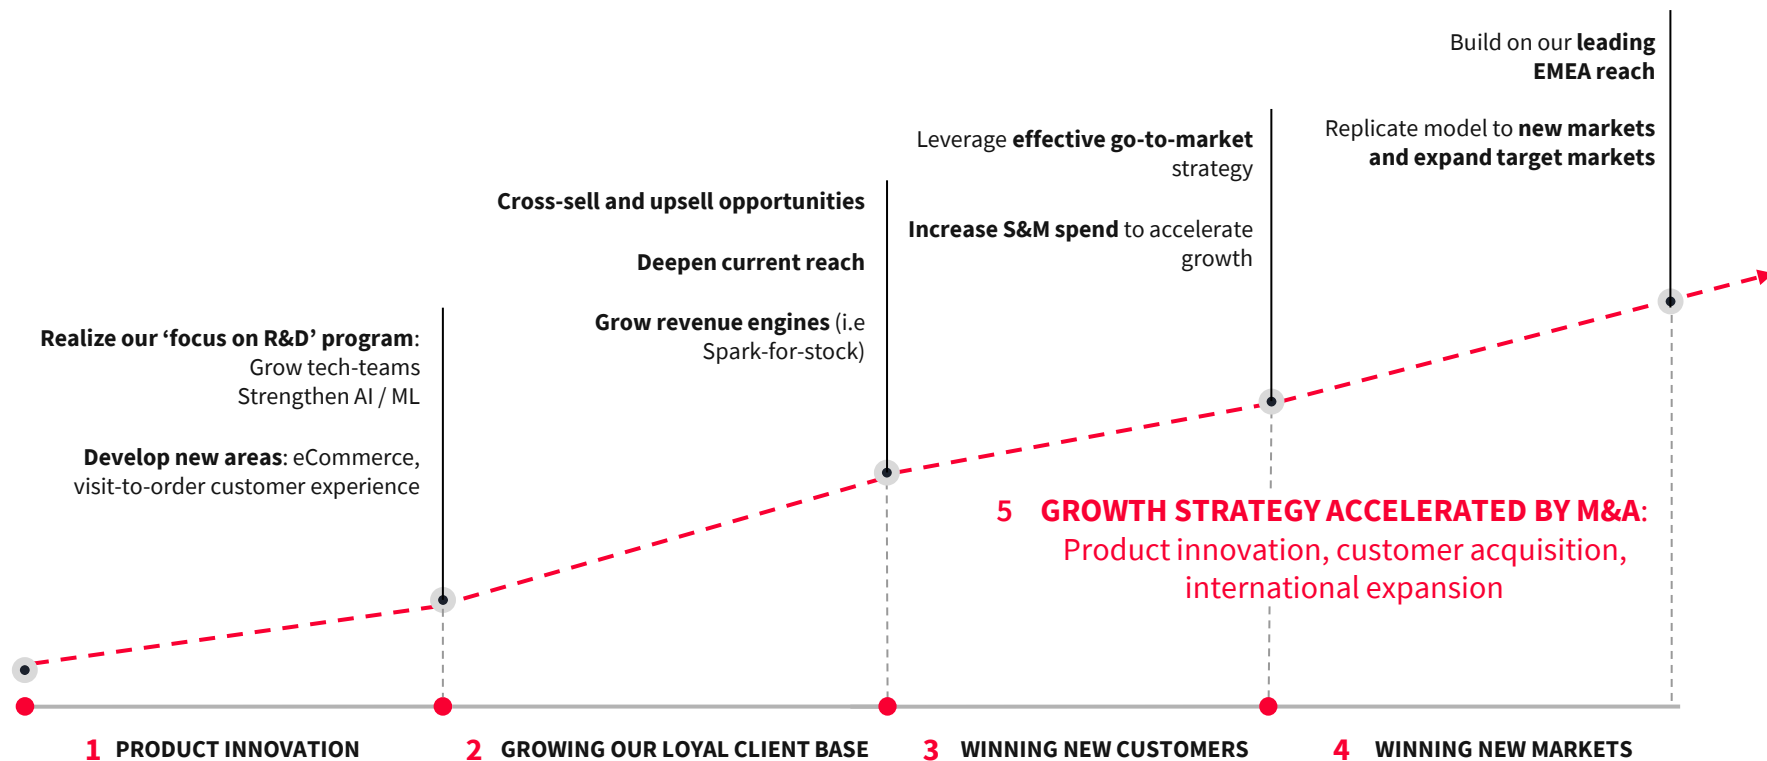 Realize our ‘focus on R&D’ program:
Grow tech-teams
Strengthen AI / ML
Develop new areas: eCommerce,
visit-to-order customer experience
Cross-sell and upsell opportunities
Deepen current reach
Grow revenue engines (i.e
Spark-for-stock)
Leverage effective go-to-market
strategy
Increase S&M spend to accelerate
growth
Build on our leading
EMEA reach
Replicate model to new markets
and expand target markets
5 GROWTH STRATEGY ACCELERATED BY M&A:
Product innovation, customer acquisition,
international expansion
1 PRODUCT INNOVATION
2 GROWING OUR LOYAL CLIENT BASE
3 WINNING NEW CUSTOMERS
4 WINNING NEW MARKETS